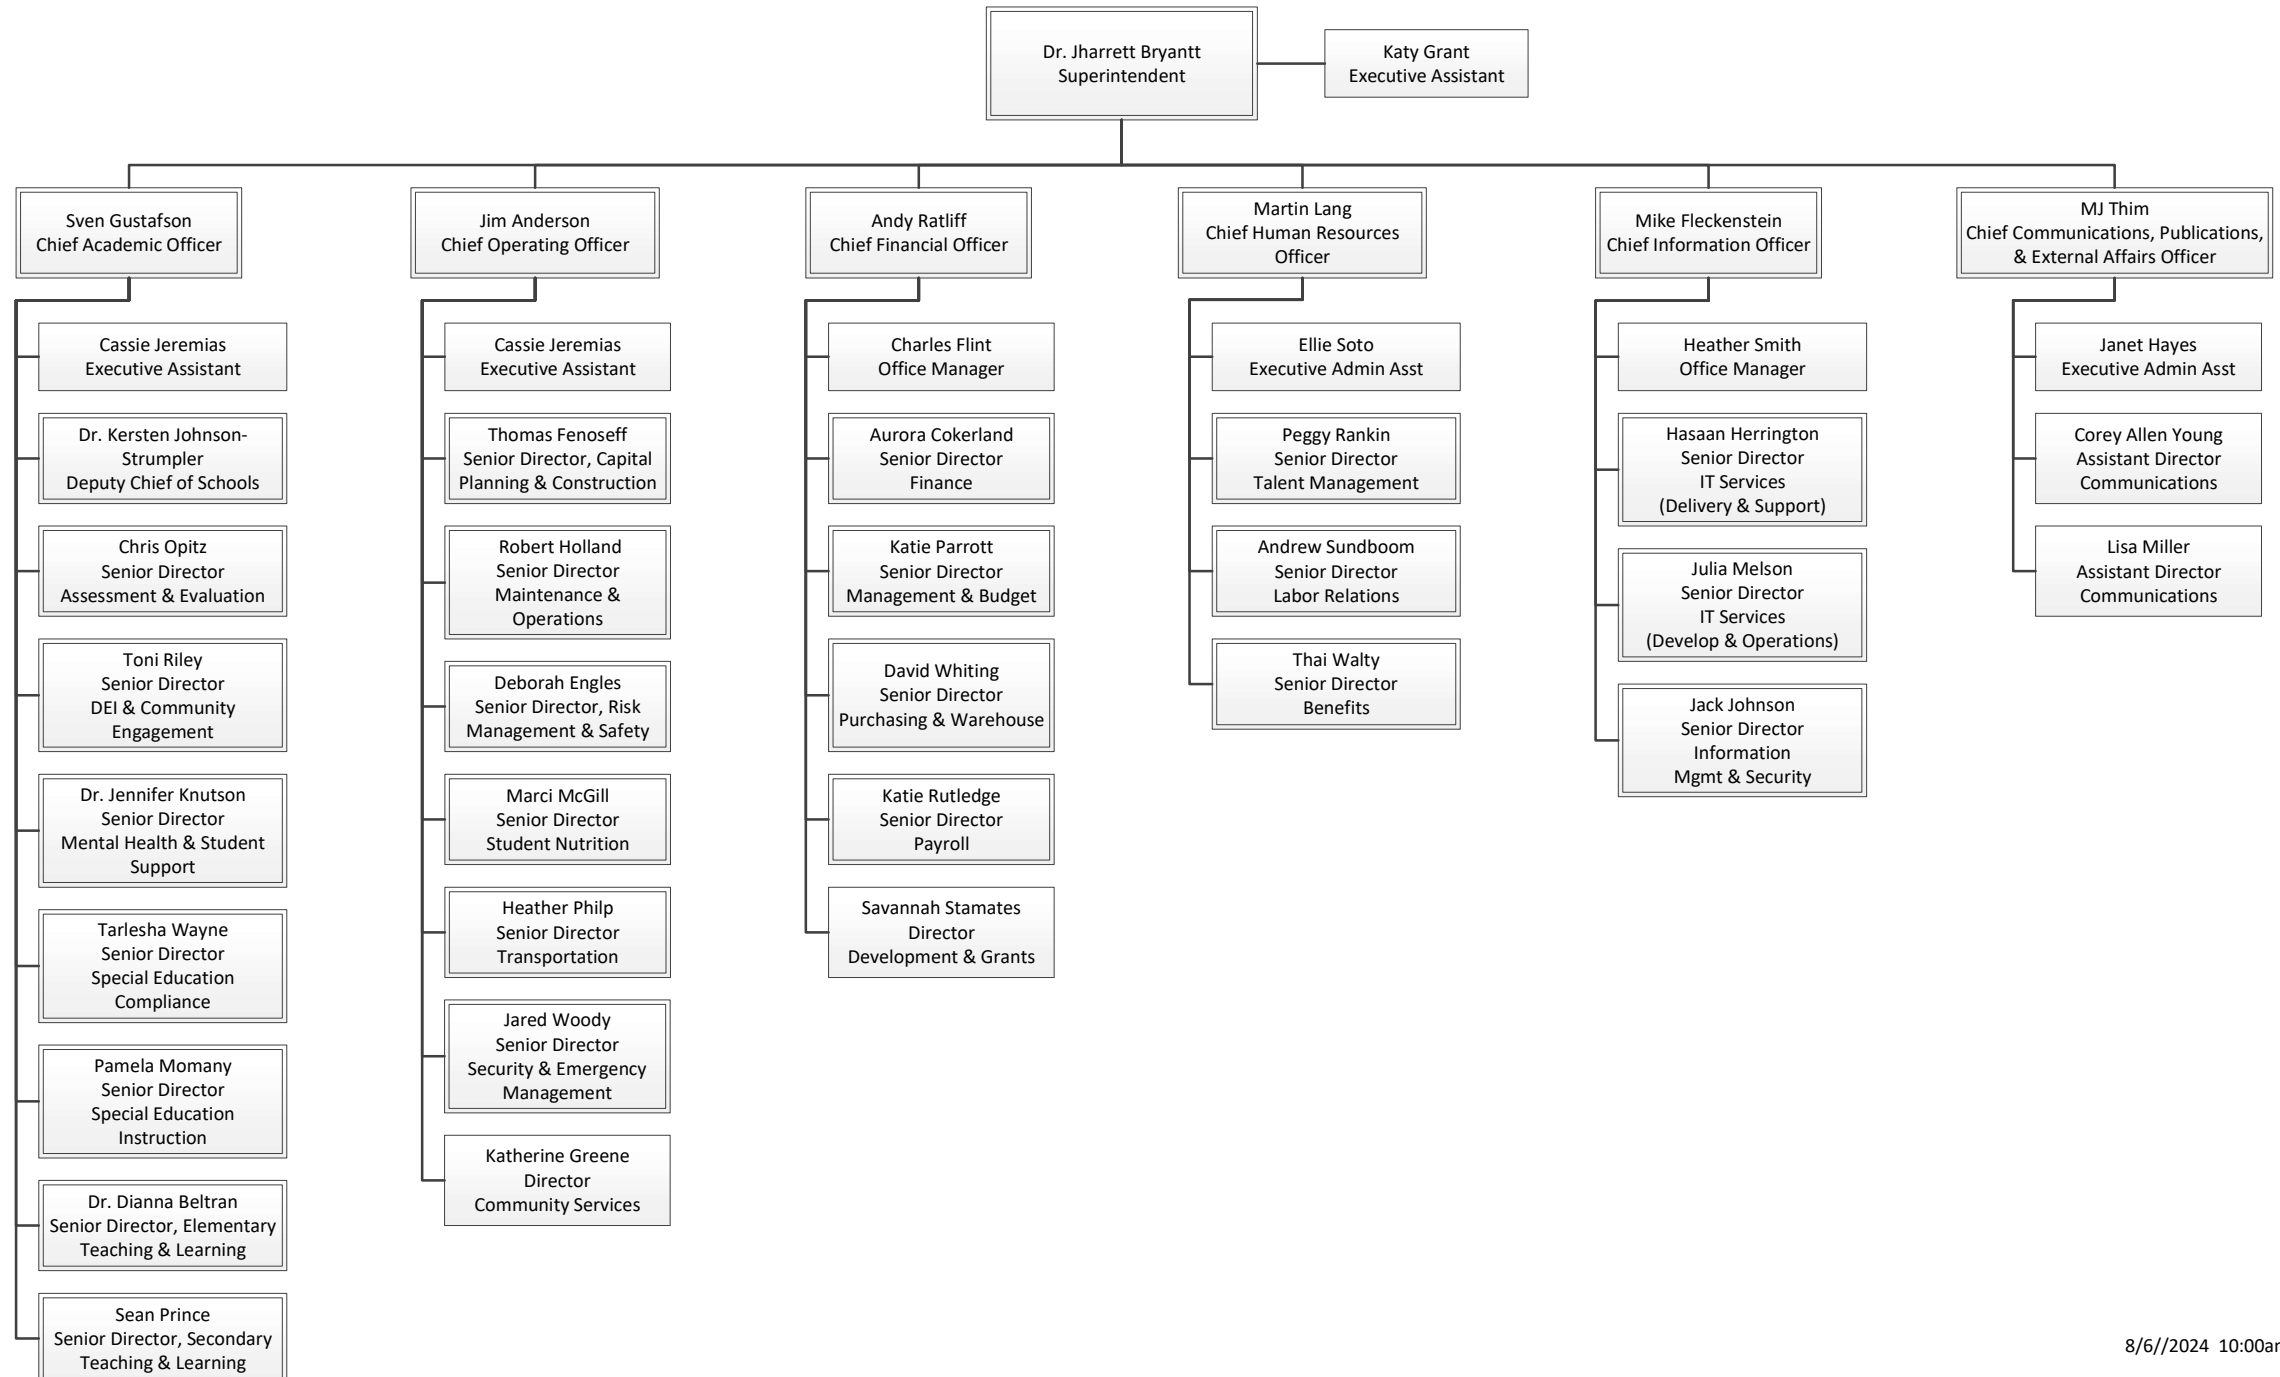 Dr. Jharrett Bryantt
Superintendent
Katy Grant
Executive Assistant
Sven Gustafson
Chief Academic Officer
Cassie Jeremias
Executive Assistant
Dr. Kersten Johnson-
Strumpler
Deputy Chief of Schools
Chris Opitz
Senior Director
Assessment & Evaluation
Toni Riley
Senior Director
DEI & Community
Engagement
Dr. Jennifer Knutson
Senior Director
Mental Health & Student
Support
Tarlesha Wayne
Senior Director
Special Education
Compliance
Pamela Momany
Senior Director
Special Education
Instruction
Dr. Dianna Beltran
Senior Director, Elementary
Teaching & Learning
Sean Prince
Senior Director, Secondary
Teaching & Learning
Jim Anderson
Chief Operating Officer
Cassie Jeremias
Executive Assistant
Thomas Fenoseff
Senior Director, Capital
Planning & Construction
Robert Holland
Senior Director
Maintenance &
Operations
Deborah Engles
Senior Director, Risk
Management & Safety
Marci McGill
Senior Director
Student Nutrition
Heather Philp
Senior Director
Transportation
Jared Woody
Senior Director
Security & Emergency
Management
Katherine Greene
Director
Community Services
Andy Ratliff
Chief Financial Officer
Charles Flint
Office Manager
Aurora Cokerland
Senior Director
Finance
Katie Parrott
Senior Director
Management & Budget
David Whiting
Senior Director
Purchasing & Warehouse
Katie Rutledge
Senior Director
Payroll
Savannah Stamates
Director
Development & Grants
Martin Lang
Chief Human Resources
Officer
Ellie Soto
Executive Admin Asst
Peggy Rankin
Senior Director
Talent Management
Andrew Sundboom
Senior Director
Labor Relations
Thai Walty
Senior Director
Benefits
Mike Fleckenstein
Chief Information Officer
Heather Smith
Office Manager
Hasaan Herrington
Senior Director
IT Services
(Delivery & Support)
Julia Melson
Senior Director
IT Services
(Develop & Operations)
Jack Johnson
Senior Director
Information
Mgmt & Security
MJ Thim
Chief Communications, Publications,
& External Affairs Officer
Janet Hayes
Executive Admin Asst
Corey Allen Young
Assistant Director
Communications
Lisa Miller
Assistant Director
Communications
8/6//2024 10:00a